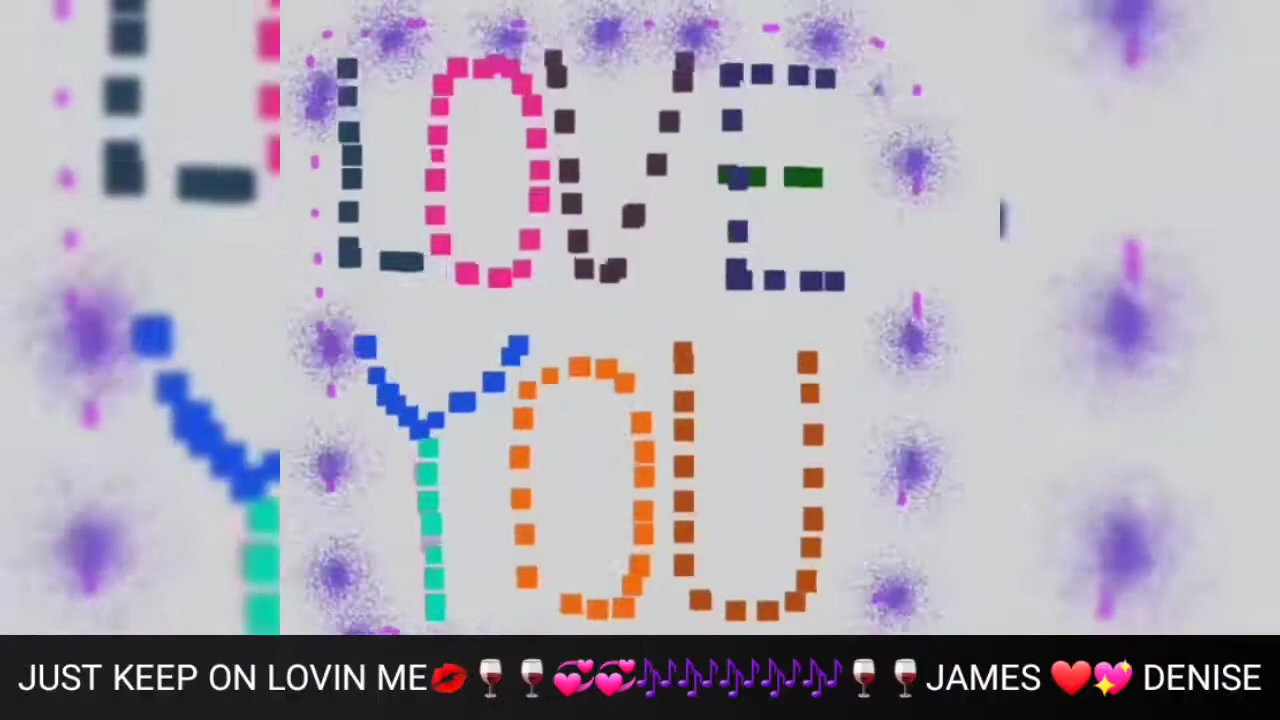 LOVE
YOU
JUST KEEP ON LOVIN ME💋🍷🍷💞💞🎶🎶🎶🎶🎶🍷🍷JAMES ❤️💖 DENISE